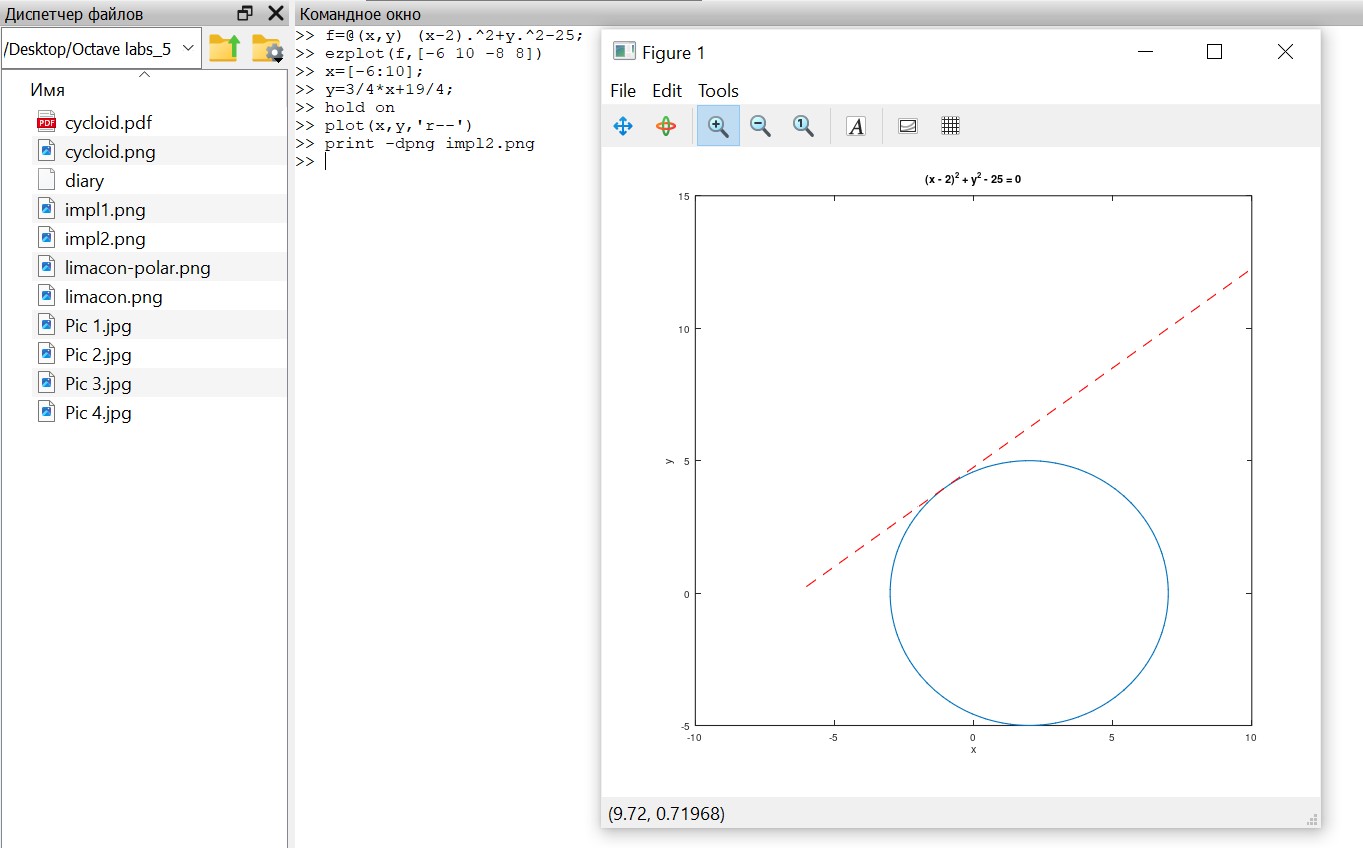 Диспетчер файлов
/Desktop/Octave labs_5
Имя
cycloid.pdf
cycloid.png
diary
impl1.png
impl2.png
limacon-polar.png
limacon.png
Pic 1.jpg
Pic 2.jpg
Pic 3.jpg
Pic 4.jpg
Командное окно
>> f=@(x,y) (x-2).^2+y.^2-25;
>> ezplot(f,[-6 10 -8 8])
>> x=[-6:10];
>> y=3/4*x+19/4;
>> hold on
>> plot(x,y,'r--')
>> print -dpng impl2.png
>>
Figure 1
File Edit Tools
(x - 2)² + y² - 25 = 0
15
10
y 5
0
-5
-10 -5 0 5 10
x
(9.72, 0.71968)